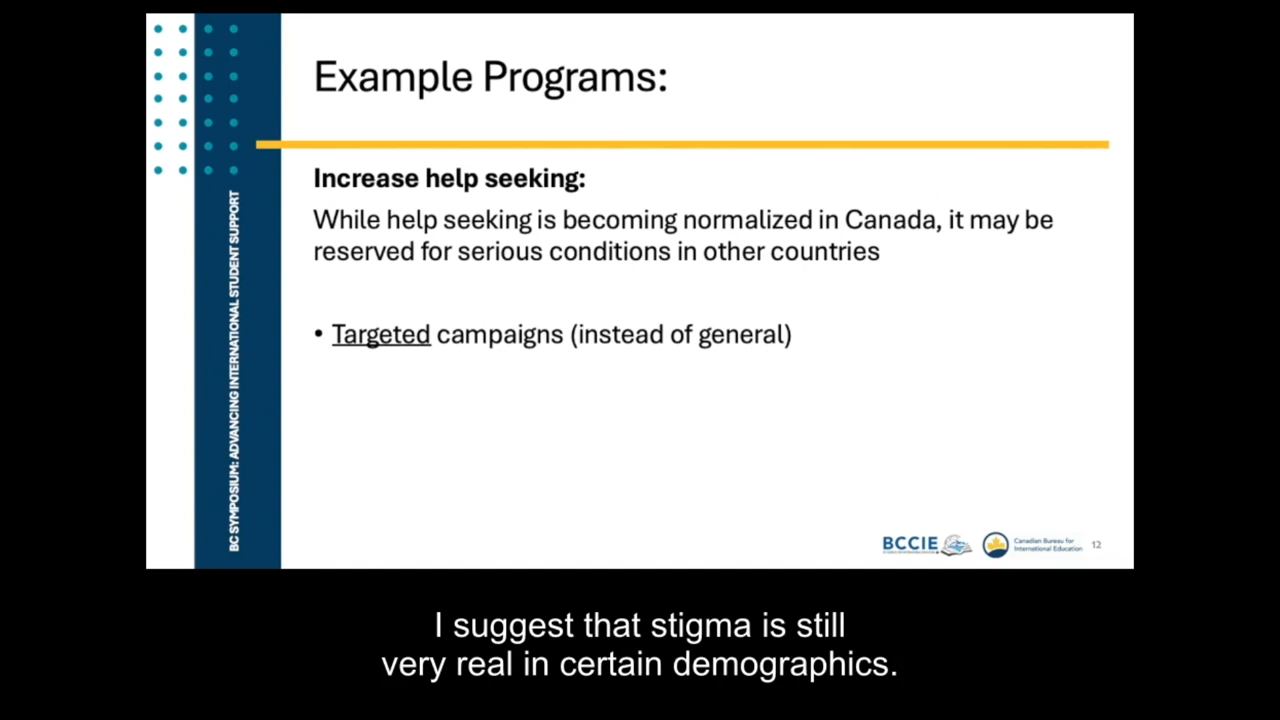 Example Programs:
Increase help seeking:
While help seeking is becoming normalized in Canada, it may be
reserved for serious conditions in other countries
• Targeted campaigns (instead of general)
BC SYMPOSIUM: ADVANCING INTERNATIONAL STUDENT SUPPORT
BCCIE
Canadian Bureau for
International Education
12
I suggest that stigma is still
very real in certain demographics.